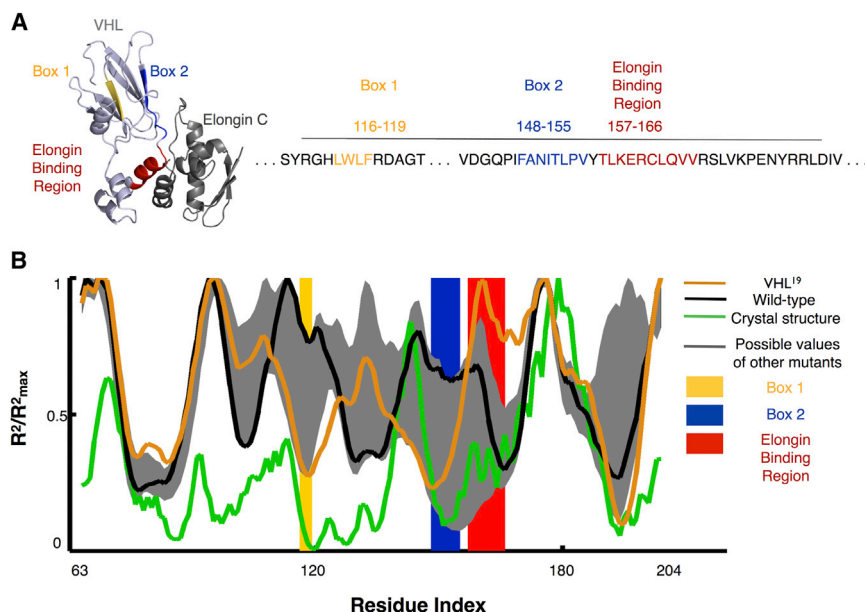 A
VHL
Box 1
Box 2
Elongin C
Elongin
Binding
Region
Box 1
Box 2
Elongin
Binding
Region
116-119
148-155
157-166
. . . SYRGHLWLFRDAGT . . . VDGQPIFANITLPVYTLKERCLQVVRSLVKPENYRRLDIV . . .
B
1
0.5
0
R²/R²max
63
120
180
204
Residue Index
VHL¹⁹
Wild-type
Crystal structure
Possible values
of other mutants
Box 1
Box 2
Elongin
Binding
Region